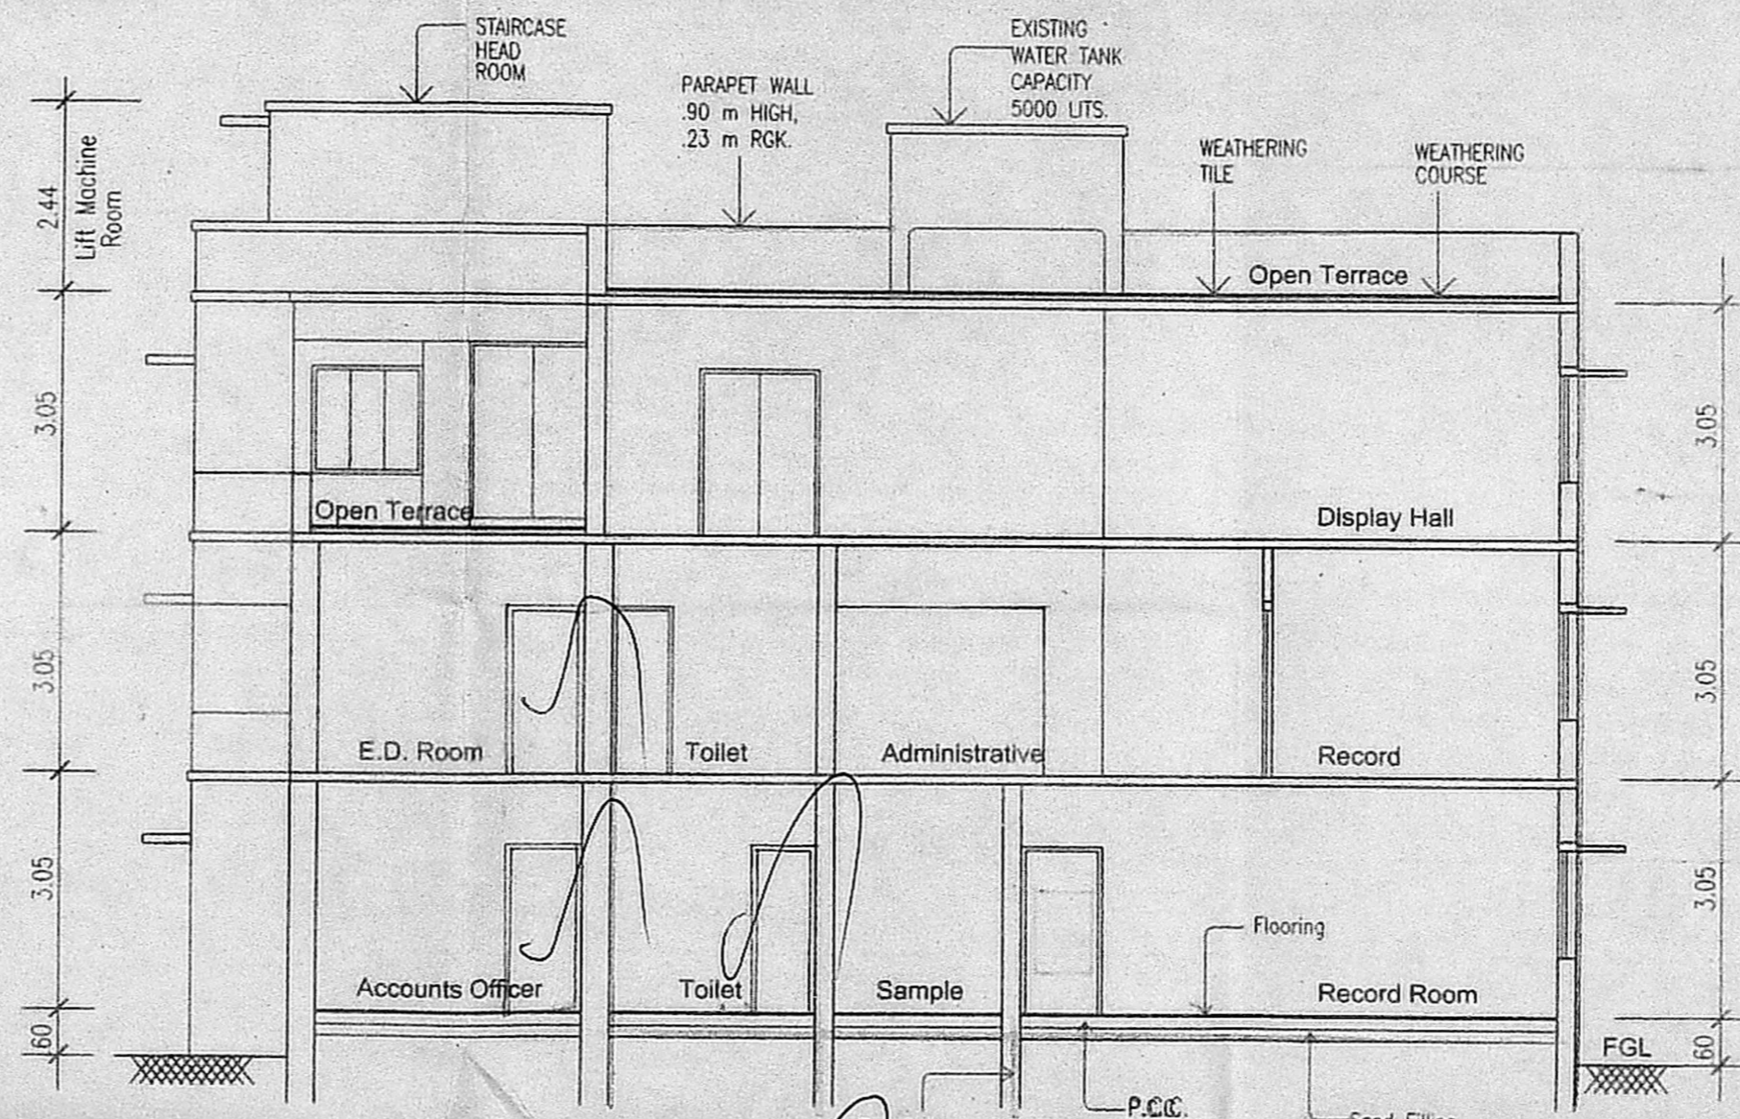 STAIRCASE
HEAD
ROOM
EXISTING
WATER TANK
CAPACITY
5000 LITS.
PARAPET WALL
.90 m HIGH,
.23 m RGK.
WEATHERING
TILE
WEATHERING
COURSE
2.44
Lift Machine
Room
Open Terrace
3.05
3.05
Open Terrace
Display Hall
3.05
3.05
E.D. Room
Toilet
Administrative
Record
3.05
3.05
Flooring
Accounts Officer
Toilet
Sample
Record Room
60
FGL
60
P.C.C.